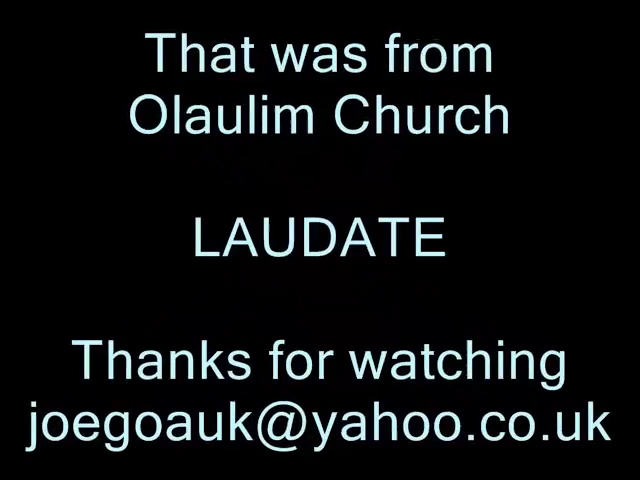 That was from
Olaulim Church
LAUDATE
Thanks for watching
joegoauk@yahoo.co.uk